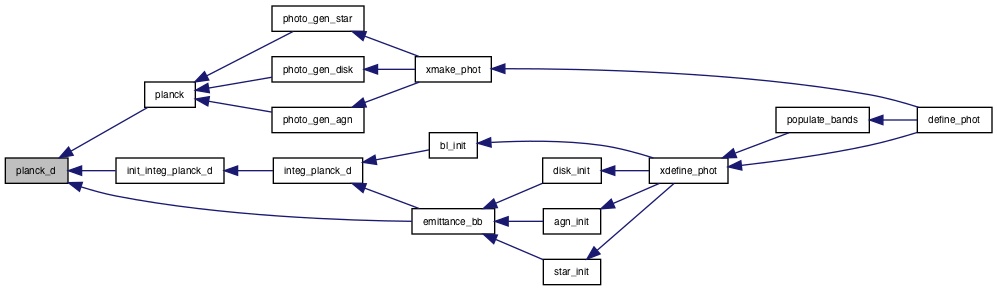 photo_gen_star
photo_gen_disk
xmake_phot
planck
photo_gen_agn
populate_bands
define_phot
bl_init
planck_d
init_integ_planck_d
integ_planck_d
disk_init
xdefine_phot
emittance_bb
agn_init
star_init